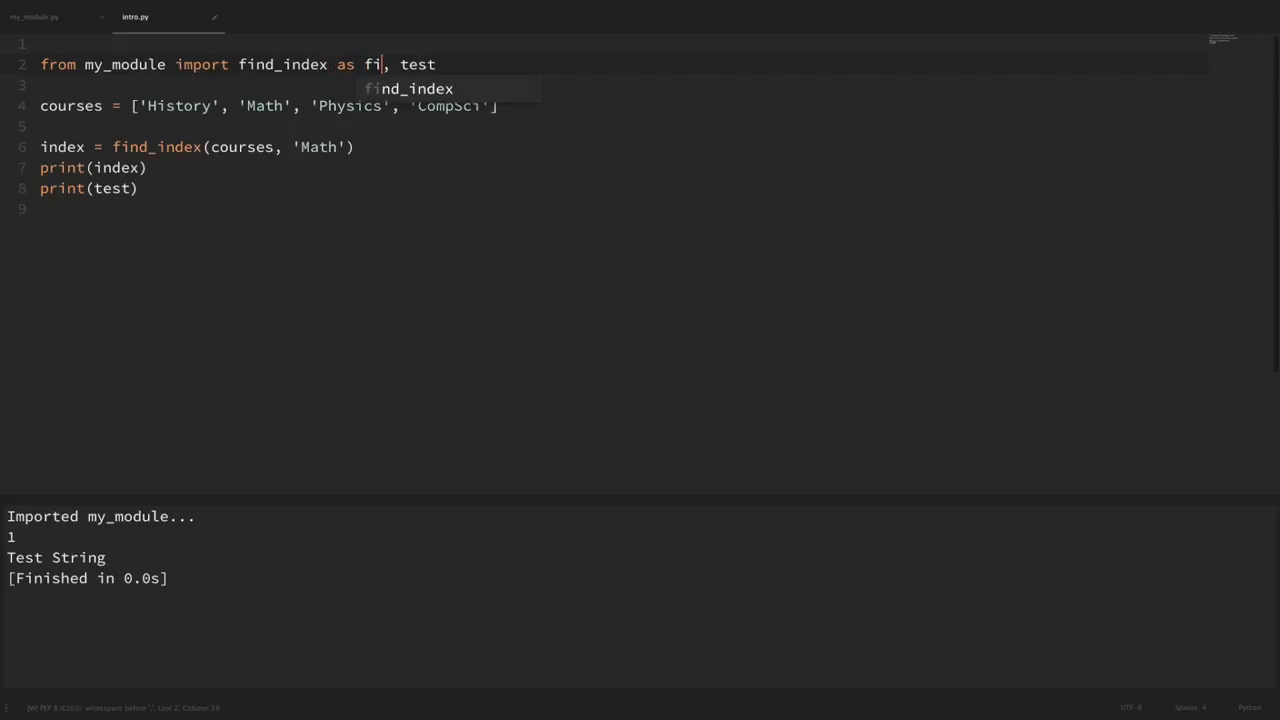 my_module.py
intro.py
1
2 from my_module import find_index as fi, test
find_index
3
4 courses = ['History', 'Math', 'Physics', 'CompSci']
5
6 index = find_index(courses, 'Math')
7 print(index)
8 print(test)
9
Imported my_module...
1
Test String
[Finished in 0.0s]
[W] PEP 8 (E203): whitespace before ',', Line 2, Column 39
UTF-8
Spaces: 4
Python